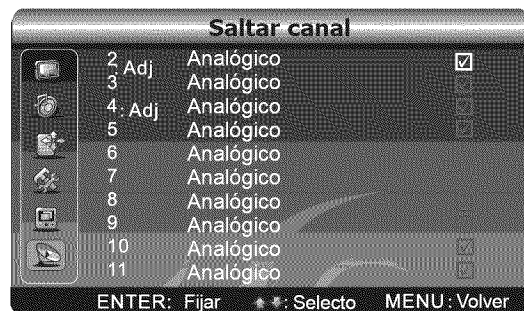 Saltar canal
2 Adj Analógico
3 Analógico
4 : Adj Analógico
5 Analógico
6 Analógico
7 Analógico
8 Analógico
9 Analógico
10 Analógico
11 Analógico
ENTER: Fijar : Selecto MENU : Volver